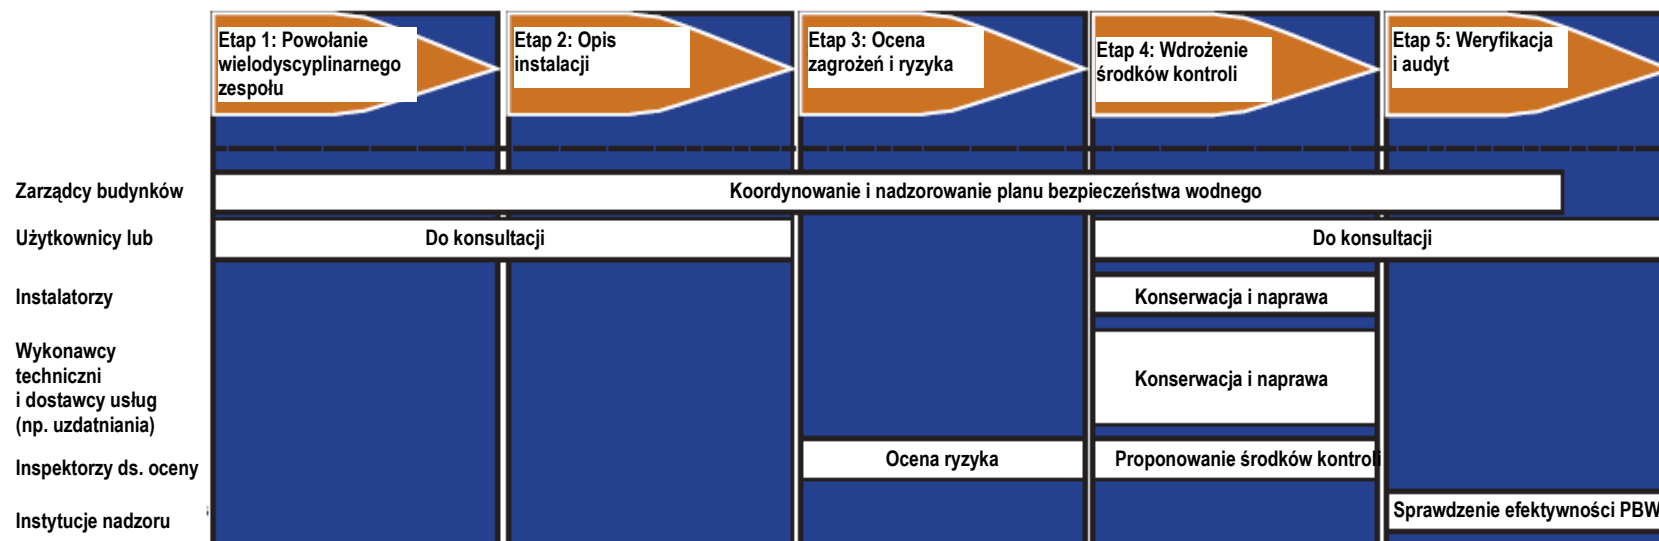 Etap 1: Powołanie
wielodyscyplinarnego
zespołu
Etap 2: Opis
instalacji
Etap 3: Ocena
zagrożeń i ryzyka
Etap 4: Wdrożenie
środków kontroli
Etap 5: Weryfikacja
i audyt
Zarządcy budynków
Koordynowanie i nadzorowanie planu bezpieczeństwa wodnego
Użytkownicy lub
Do konsultacji
Do konsultacji
Instalatorzy
Konserwacja i naprawa
Wykonawcy
techniczni
i dostawcy usług
(np. uzdatniania)
Konserwacja i naprawa
Inspektorzy ds. oceny
Ocena ryzyka
Proponowanie środków kontroli
Instytucje nadzoru
Sprawdzenie efektywności PBW